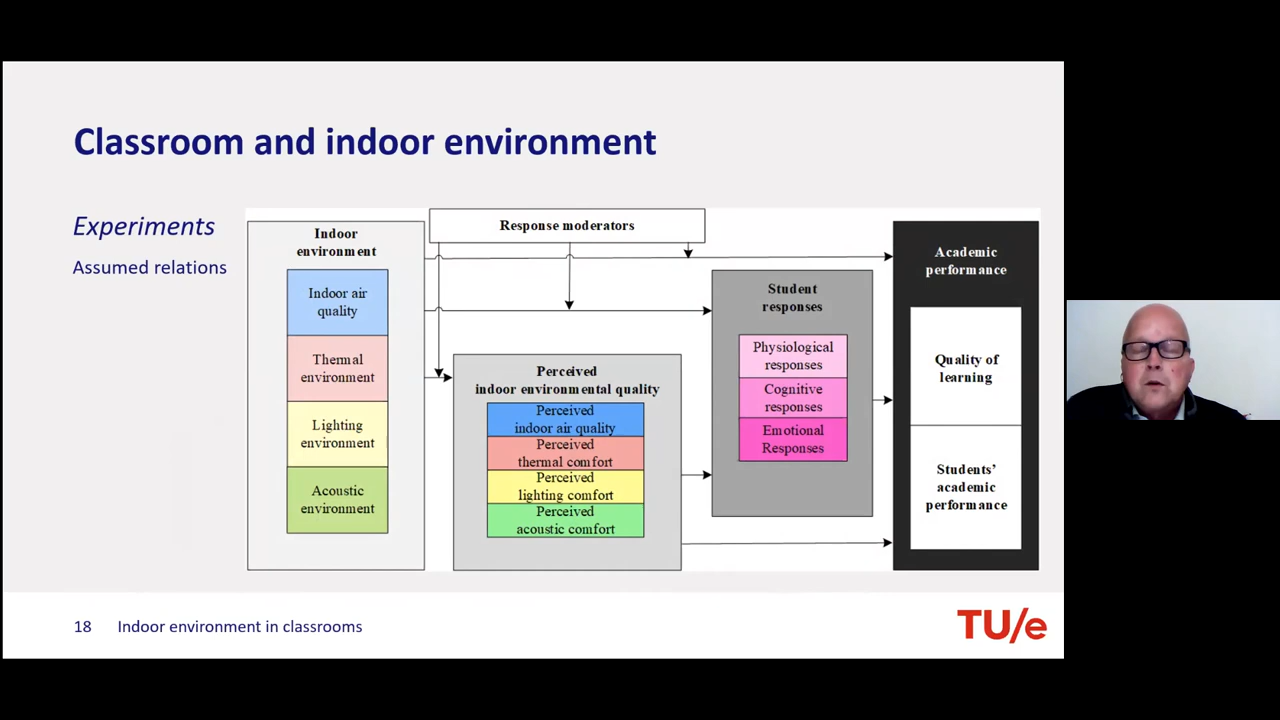 Classroom and indoor environment
Experiments
Assumed relations
Response moderators
Indoor
environment
Indoor air
quality
Thermal
environment
Lighting
environment
Acoustic
environment
Perceived
indoor environmental quality
Perceived
indoor air quality
Perceived
thermal comfort
Perceived
lighting comfort
Perceived
acoustic comfort
Student
responses
Physiological
responses
Cognitive
responses
Emotional
Responses
Academic
performance
Quality of
learning
Students’
academic
performance
18 Indoor environment in classrooms
TU/e